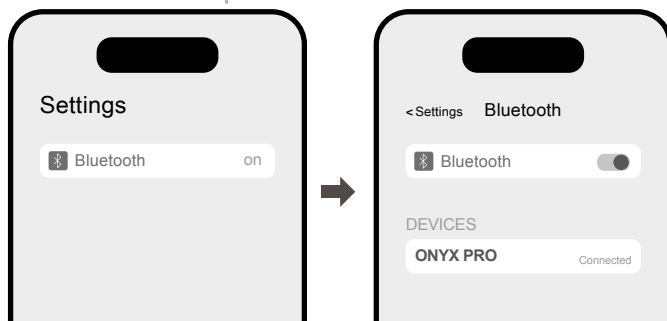 Settings
Bluetooth on
< Settings Bluetooth
Bluetooth
DEVICES
ONYX PRO Connected